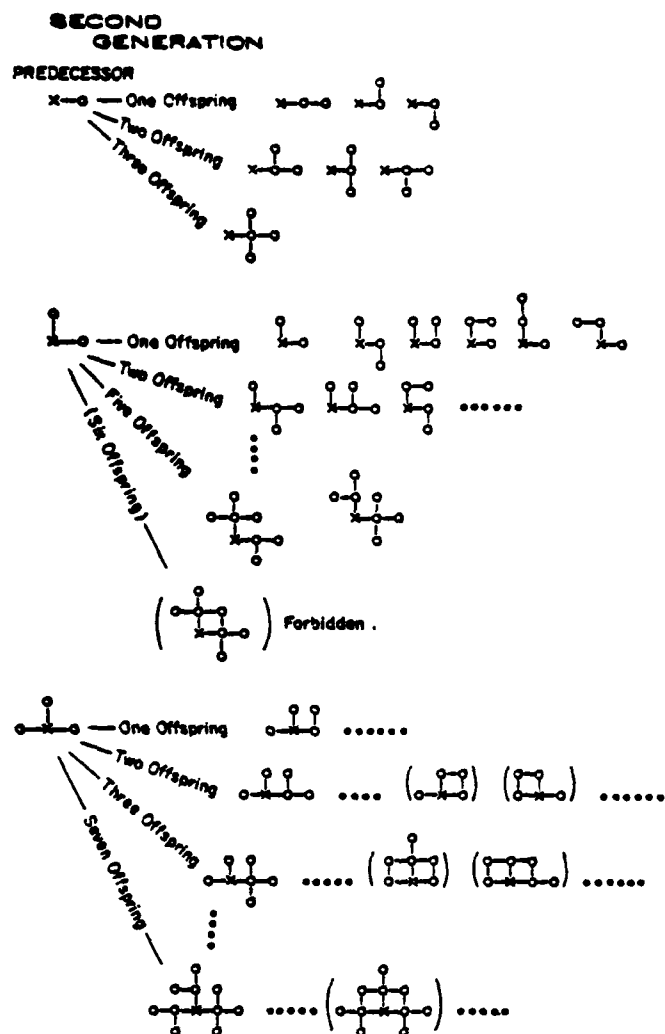 SECOND
GENERATION
PREDECESSOR
One Offspring
Two Offspring
Three Offspring
One Offspring
Two Offspring
Five Offspring
(Six Offspring)
Forbidden.
One Offspring
Two Offspring
Three Offspring
Seven Offspring